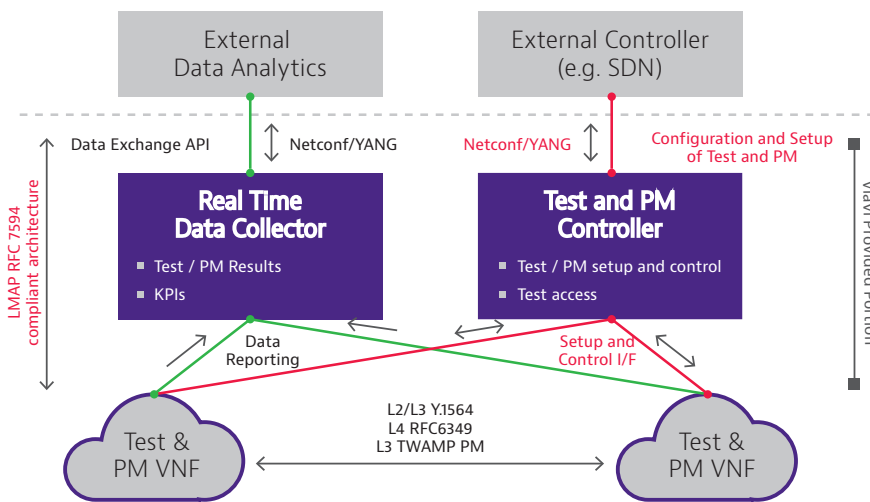 External
Data Analytics
External Controller
(e.g. SDN)
Data Exchange API
Netconf/YANG
Netconf/YANG
Configuration and Setup
of Test and PM
LMAP RFC 7594
compliant architecture
Real Time
Data Collector
Test / PM Results
KPIs
Test and PM
Controller
Test / PM setup and control
Test access
Viavi Provided Portion
Data
Reporting
Setup and
Control I/F
Test &
PM VNF
L2/L3 Y.1564
L4 RFC6349
L3 TWAMP PM
Test &
PM VNF